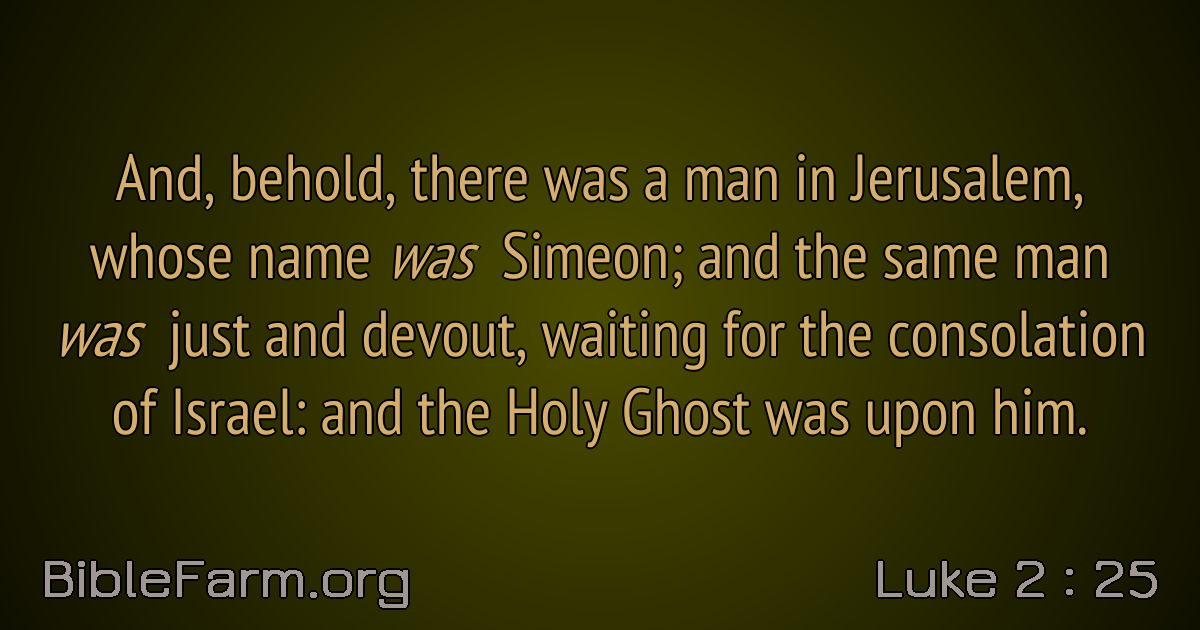 And, behold, there was a man in Jerusalem,
whose name was Simeon; and the same man
was just and devout, waiting for the consolation
of Israel: and the Holy Ghost was upon him.
BibleFarm.org
Luke 2 : 25